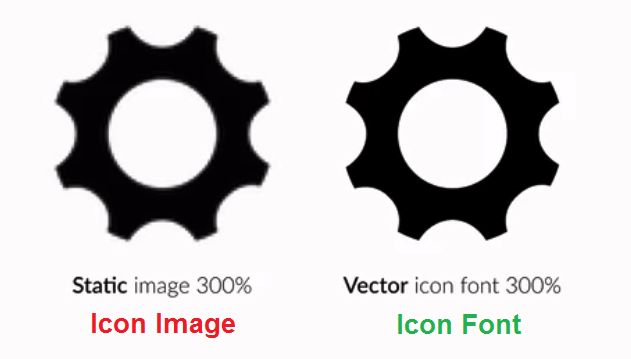 Static image 300%
Icon Image
Vector icon font 300%
Icon Font